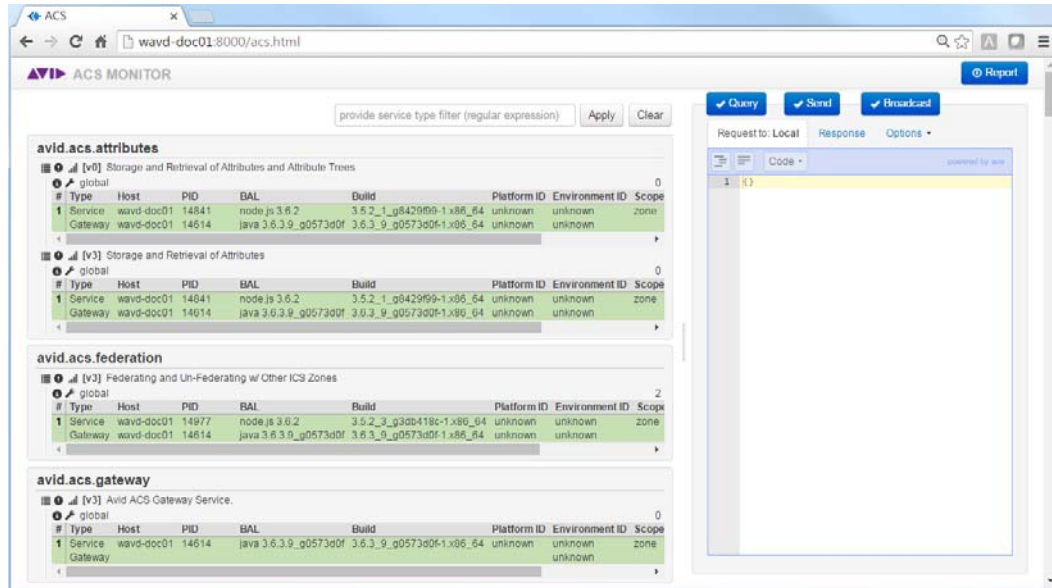 ACS
wavd-doc01:8000/acs.html
AVID ACS MONITOR
Report
provide service type filter (regular expression) Apply Clear
avid.acs.attributes
[v0] Storage and Retrieval of Attributes and Attribute Trees
global 0
# Type Host PID BAL Build Platform ID Environment ID Scope
1 Service wavd-doc01 14841 node.js 3.6.2 3.5.2_1_g8429f99-1.x86_64 unknown unknown zone
Gateway wavd-doc01 14614 java 3.6.3.9_g0573d0f 3.6.3_9_g0573d0f-1.x86_64 unknown unknown
[v3] Storage and Retrieval of Attributes
global 0
# Type Host PID BAL Build Platform ID Environment ID Scope
1 Service wavd-doc01 14841 node.js 3.6.2 3.5.2_1_g8429f99-1.x86_64 unknown unknown zone
Gateway wavd-doc01 14614 java 3.6.3.9_g0573d0f 3.6.3_9_g0573d0f-1.x86_64 unknown unknown
avid.acs.federation
[v3] Federating and Un-Federating w/ Other ICS Zones
global 2
# Type Host PID BAL Build Platform ID Environment ID Scope
1 Service wavd-doc01 14977 node.js 3.6.2 3.5.2_3_g3db418c-1.x86_64 unknown unknown zone
Gateway wavd-doc01 14614 java 3.6.3.9_g0573d0f 3.6.3_9_g0573d0f-1.x86_64 unknown unknown
avid.acs.gateway
[v3] Avid ACS Gateway Service.
global 0
# Type Host PID BAL Build Platform ID Environment ID Scope
1 Service wavd-doc01 14614 java 3.6.3.9_g0573d0f 3.6.3_9_g0573d0f-1.x86_64 unknown unknown zone
Gateway unknown
Query Send Broadcast
Request to: Local Response Options
Code powered by ace
1 {}